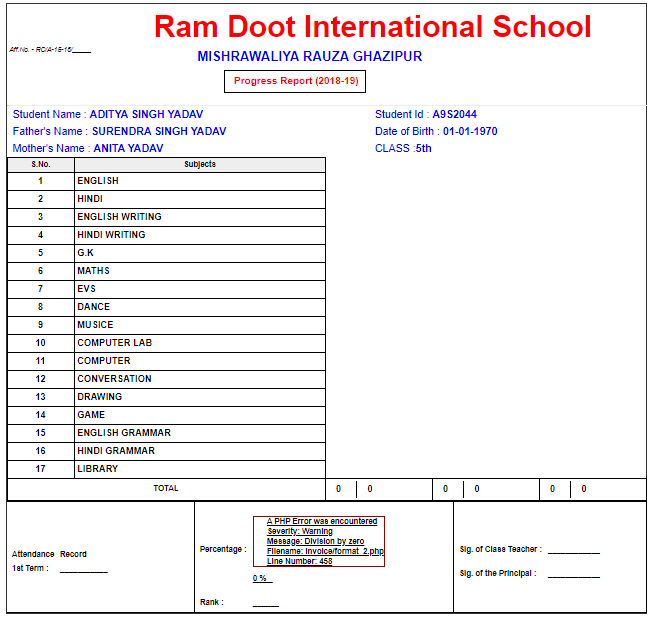 Ram Doot International School
Aff.No. - RC/A-15-16/_____
MISHRAWALIYA RAUZA GHAZIPUR
Progress Report (2018-19)
Student Name : ADITYA SINGH YADAV Student Id : A9S2044
Father's Name : SURENDRA SINGH YADAV Date of Birth : 01-01-1970
Mother's Name : ANITA YADAV CLASS :5th
S.No. Subjects
1 ENGLISH
2 HINDI
3 ENGLISH WRITING
4 HINDI WRITING
5 G.K
6 MATHS
7 EVS
8 DANCE
9 MUSICE
10 COMPUTER LAB
11 COMPUTER
12 CONVERSATION
13 DRAWING
14 GAME
15 ENGLISH GRAMMAR
16 HINDI GRAMMAR
17 LIBRARY
TOTAL 0 0 0 0 0 0
Attendance Record
1st Term : __________
Percentage :
A PHP Error was encountered
Severity: Warning
Message: Division by zero
Filename: invoice/format_2.php
Line Number: 458
0 %
Rank : ______
Sig. of Class Teacher : ____________
Sig. of the Principal : ____________